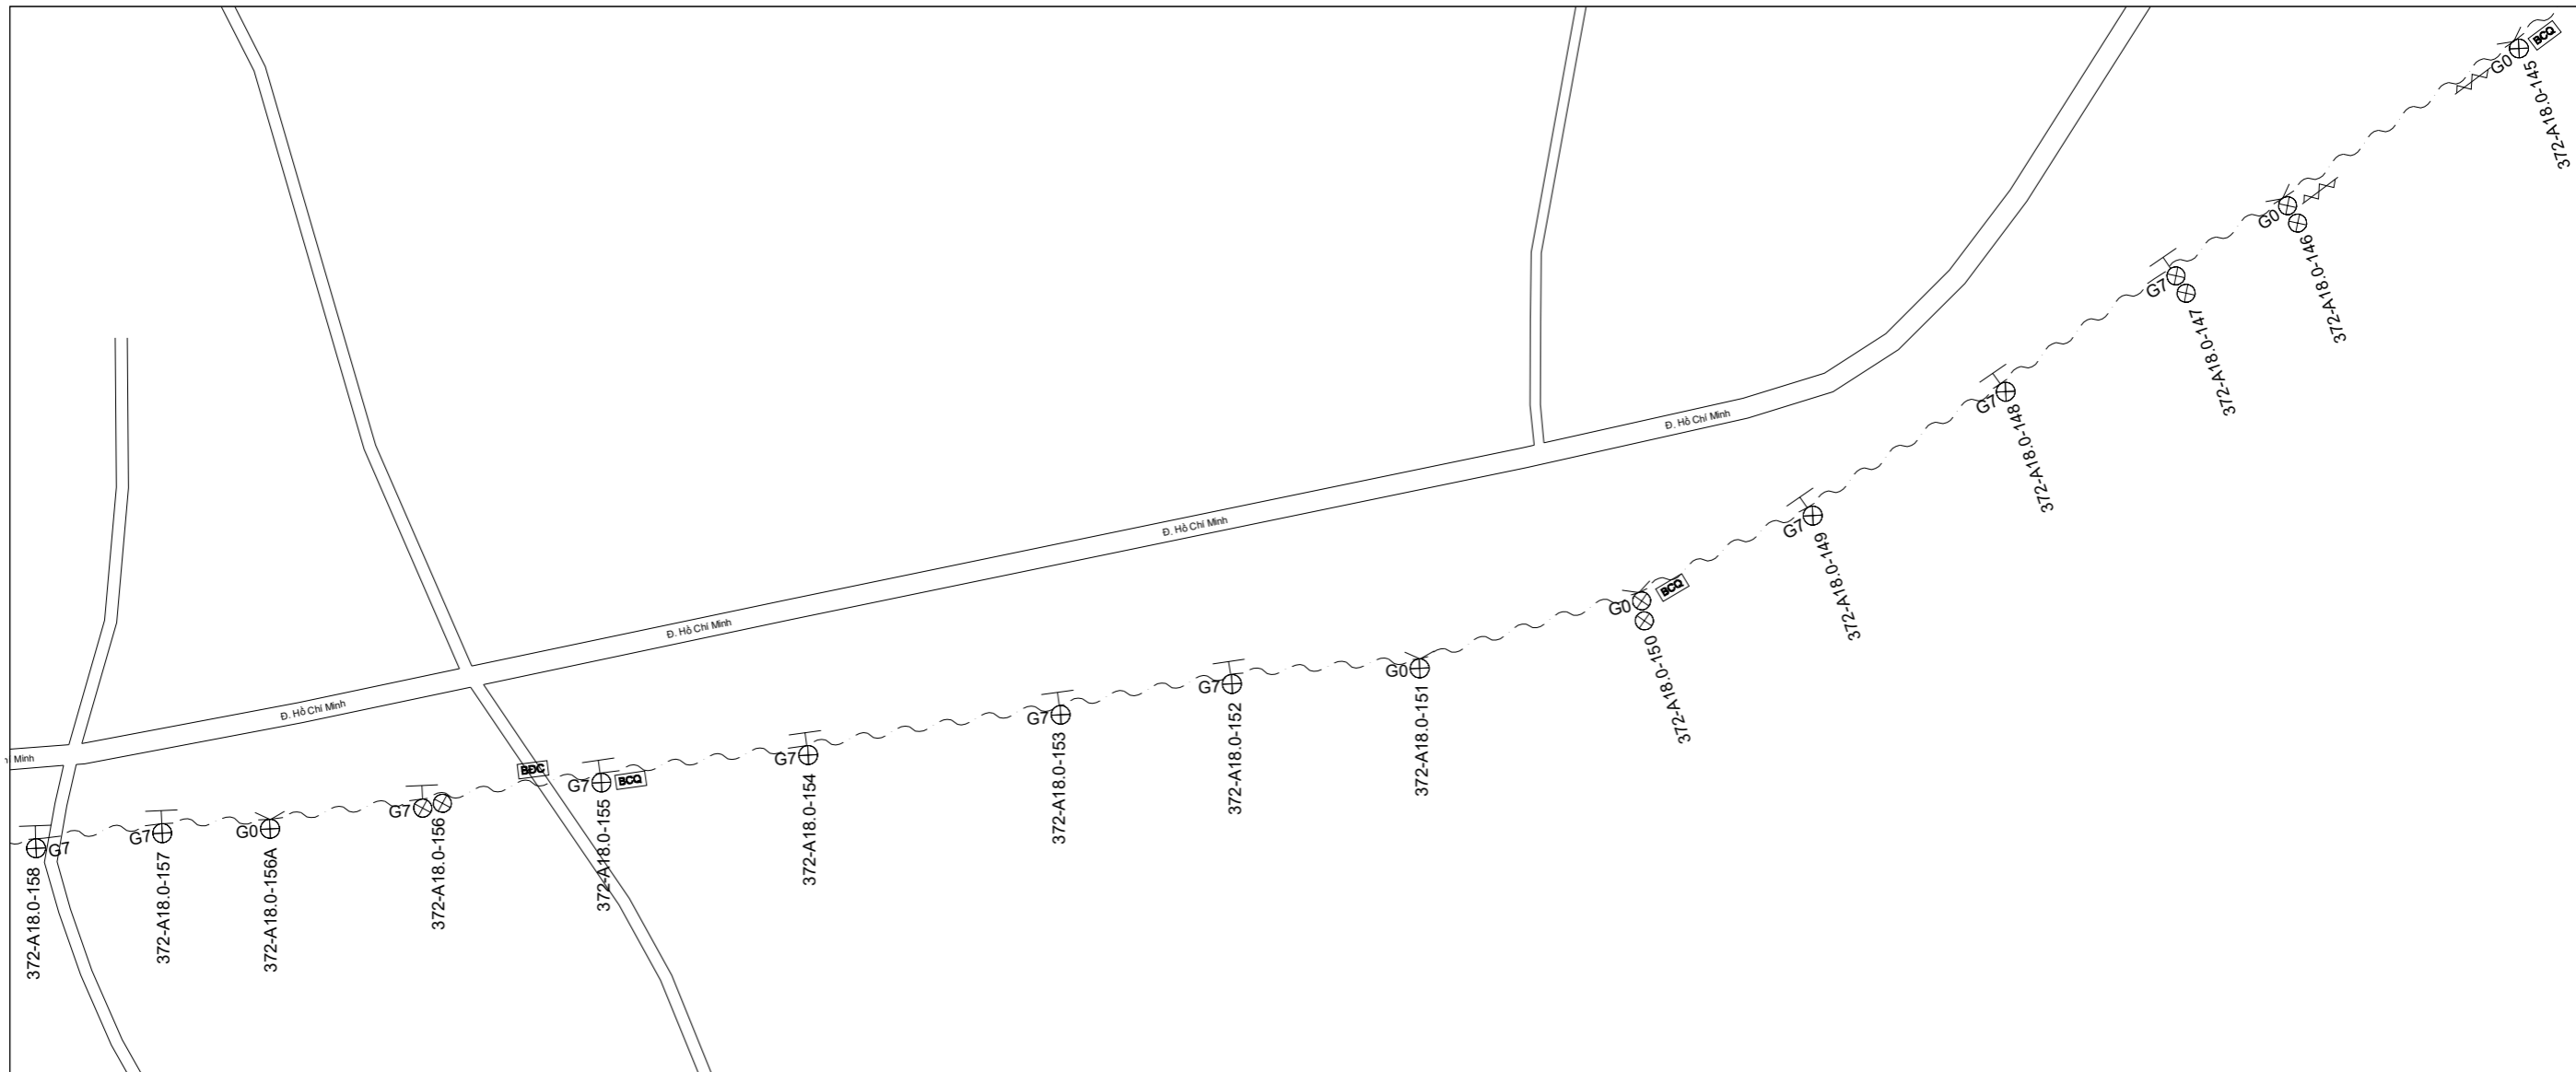 BCQ
G0
372-A18.0-145
G0
372-A18.0-146
G7
372-A18.0-147
G7
372-A18.0-148
Đ. Hồ Chí Minh
G7
372-A18.0-149
Đ. Hồ Chí Minh
BCQ
G0
372-A18.0-150
Đ. Hồ Chí Minh
G0
372-A18.0-151
G7
372-A18.0-152
G7
372-A18.0-153
Đ. Hồ Chí Minh
G7
372-A18.0-154
BĐC
G7
BCQ
372-A18.0-155
Minh
G7
372-A18.0-156
G0
372-A18.0-156A
G7
372-A18.0-157
G7
372-A18.0-158